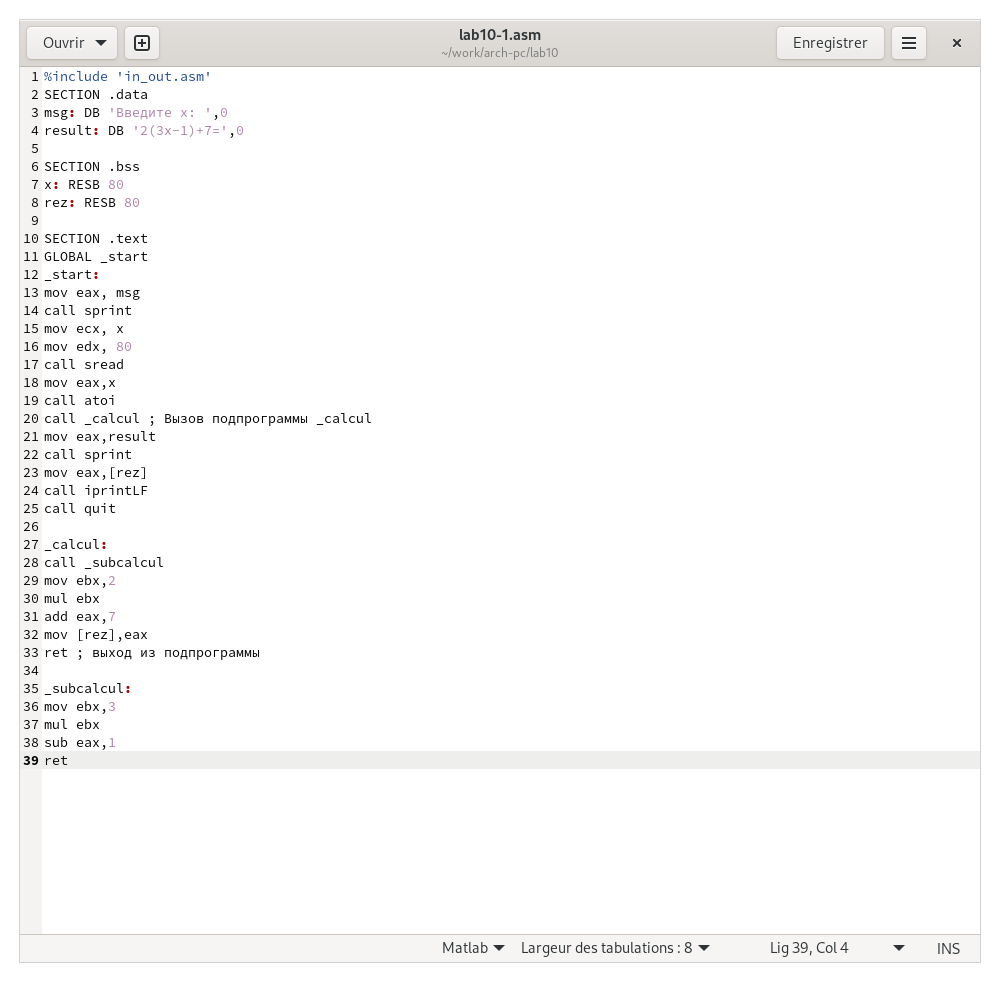 Ouvrir
lab10-1.asm
~/work/arch-pc/lab10
Enregistrer
1 %include 'in_out.asm'
2 SECTION .data
3 msg: DB 'Введите x: ',0
4 result: DB '2(3x-1)+7=',0
5
6 SECTION .bss
7 x: RESB 80
8 rez: RESB 80
9
10 SECTION .text
11 GLOBAL _start
12 _start:
13 mov eax, msg
14 call sprint
15 mov ecx, x
16 mov edx, 80
17 call sread
18 mov eax,x
19 call atoi
20 call _calcul ; Вызов подпрограммы _calcul
21 mov eax,result
22 call sprint
23 mov eax,[rez]
24 call iprintLF
25 call quit
26
27 _calcul:
28 call _subcalcul
29 mov ebx,2
30 mul ebx
31 add eax,7
32 mov [rez],eax
33 ret ; выход из подпрограммы
34
35 _subcalcul:
36 mov ebx,3
37 mul ebx
38 sub eax,1
39 ret
Matlab Largeur des tabulations : 8 Lig 39, Col 4 INS